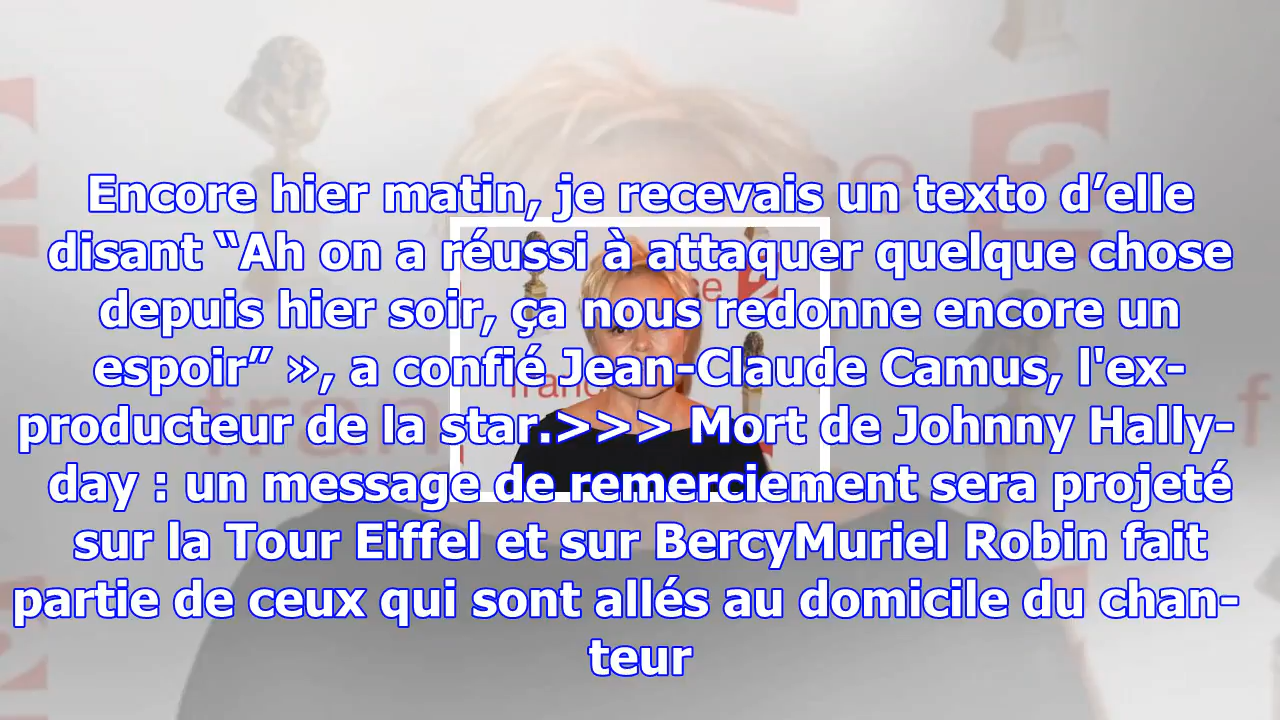 Encore hier matin, je recevais un texto d’elle
disant “Ah on a réussi à attaquer quelque chose
depuis hier soir, ça nous redonne encore un
espoir” », a confié Jean-Claude Camus, l'ex-
producteur de la star.>>> Mort de Johnny Hally-
day : un message de remerciement sera projeté
sur la Tour Eiffel et sur BercyMuriel Robin fait
partie de ceux qui sont allés au domicile du chan-
teur